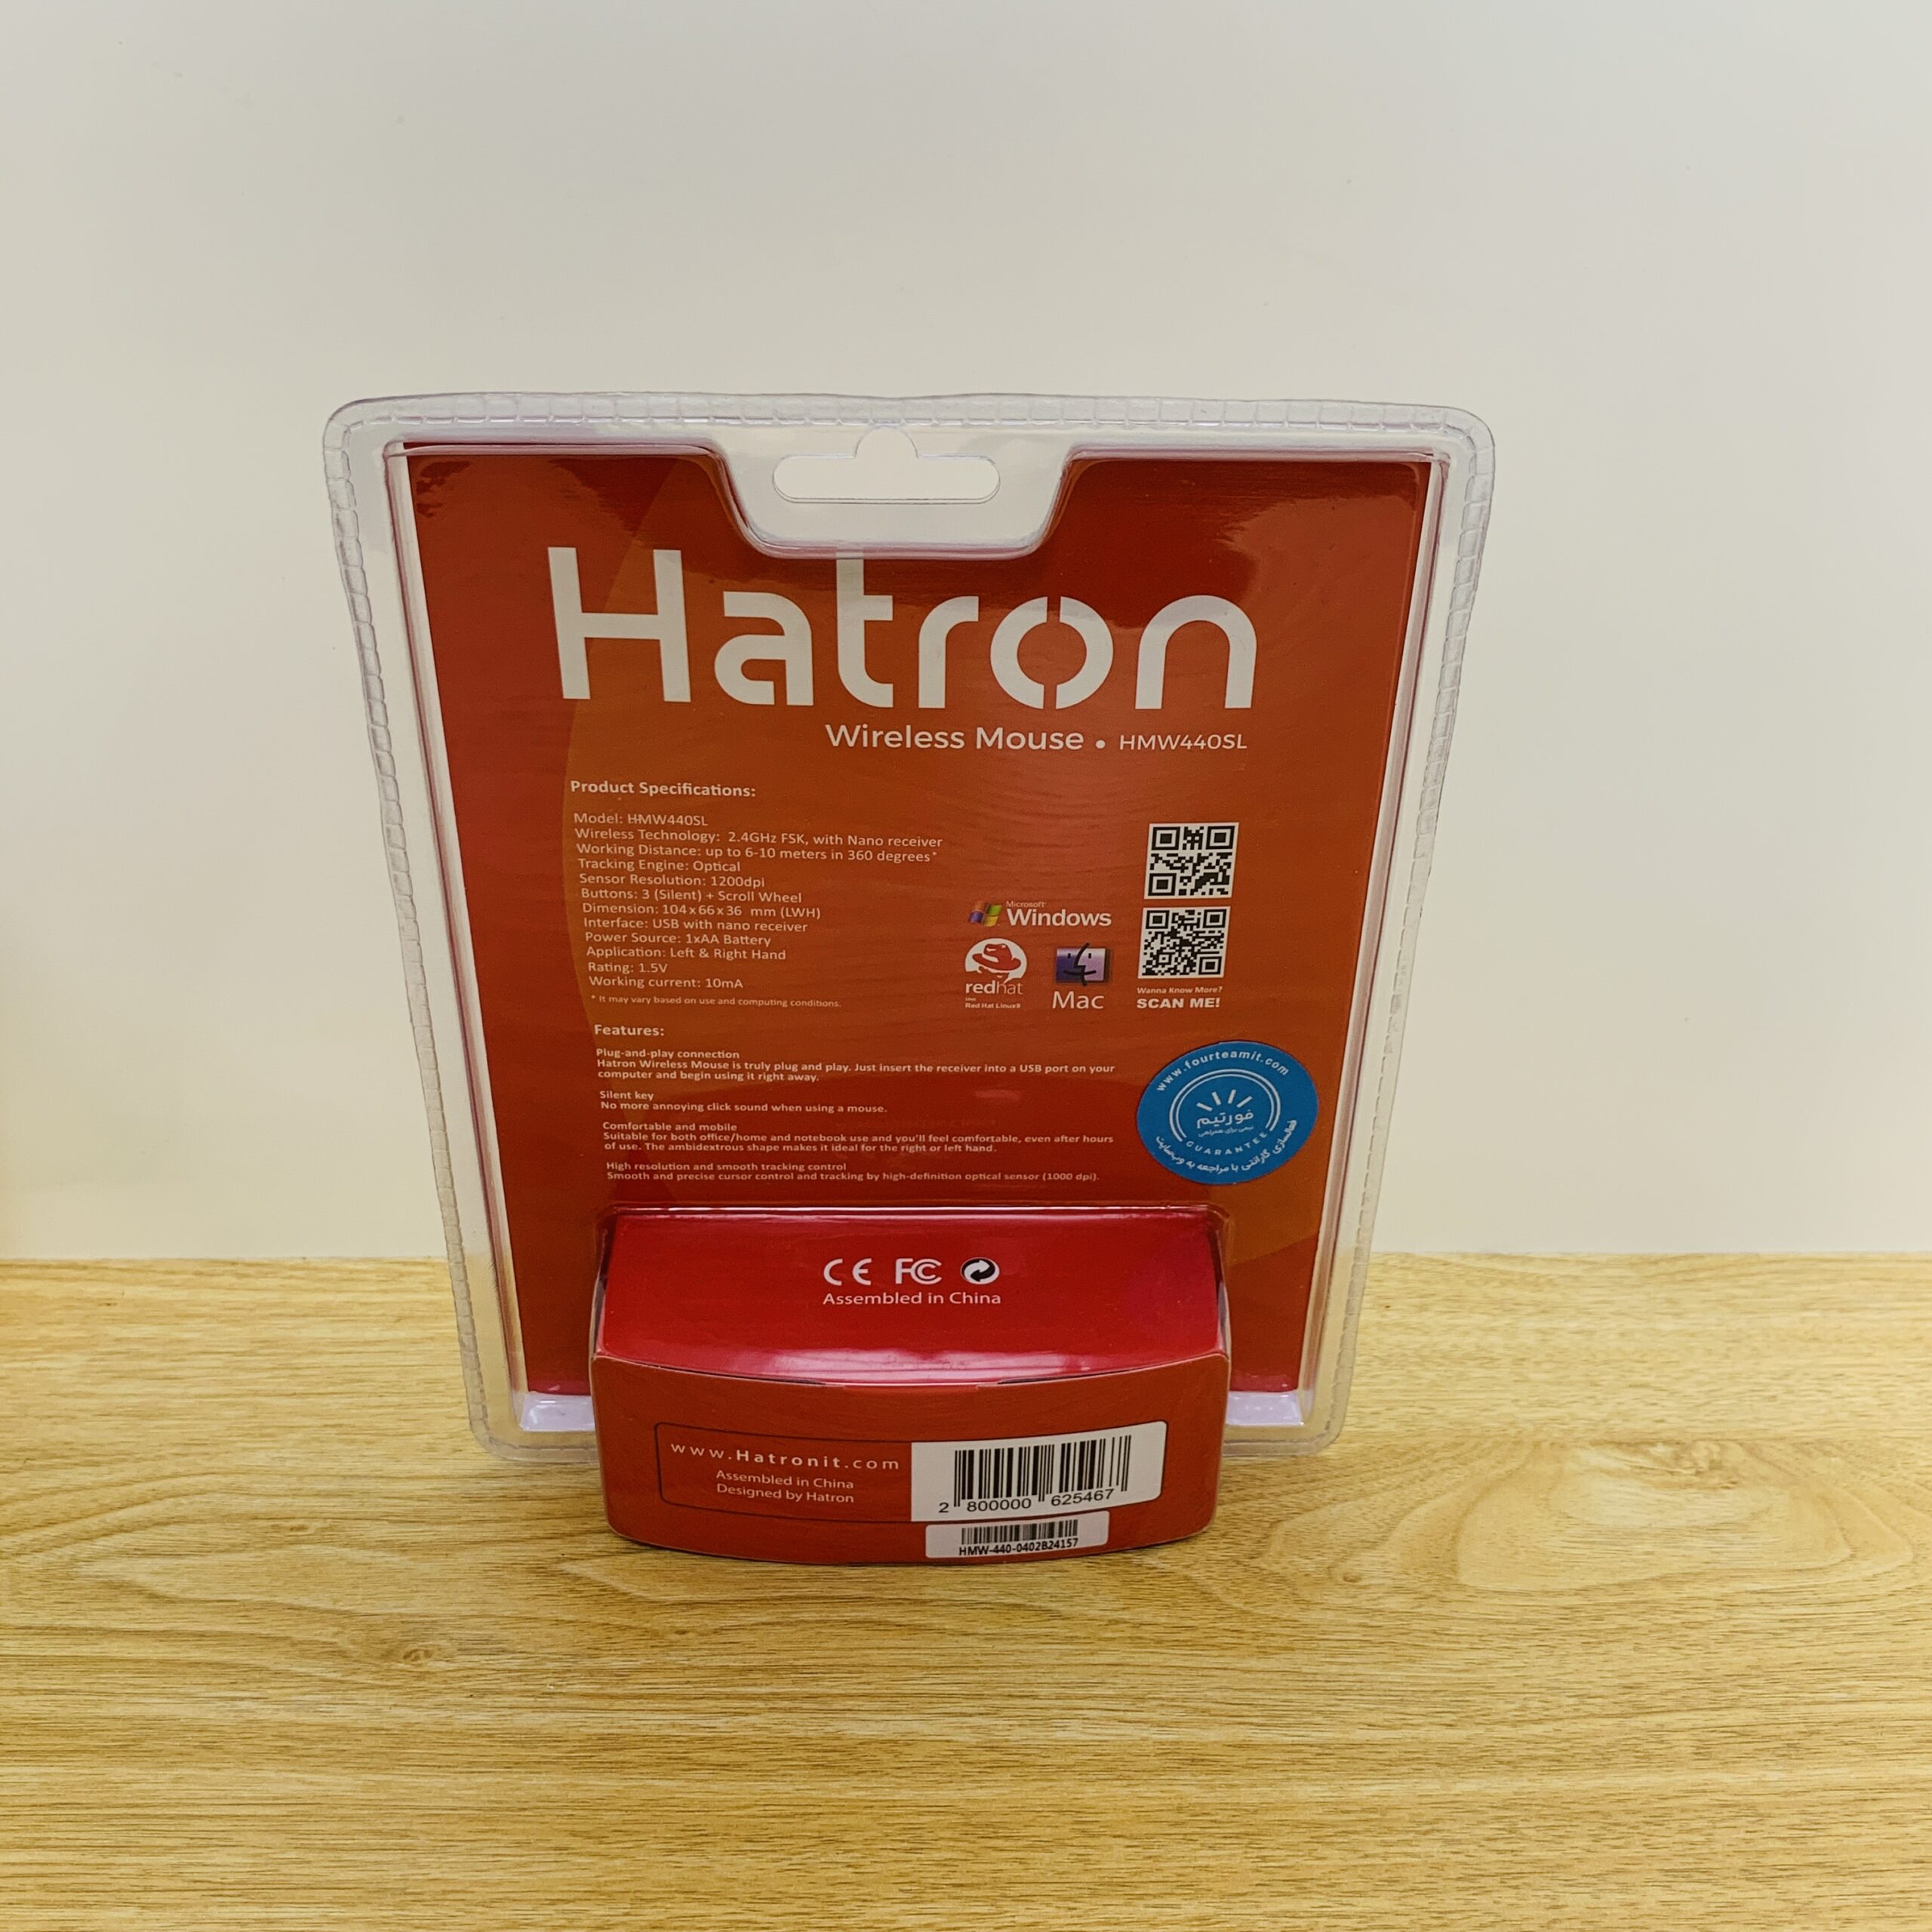 Hatron
Wireless Mouse • HMW440SL
Product Specifications:
Model: HMW440SL
Wireless Technology: 2.4GHz FSK, with Nano receiver
Working Distance: up to 6-10 meters in 360 degrees*
Tracking Engine: Optical
Sensor Resolution: 1200dpi
Buttons: 3 (Silent) + Scroll Wheel
Dimension: 104x66x36 mm (LWH)
Interface: USB with nano receiver
Power Source: 1xAA Battery
Application: Left & Right Hand
Rating: 1.5V
Working current: 10mA
* It may vary based on use and computing conditions.
Microsoft
Windows
redhat
Red Hat Linux®
Mac
Wanna Know More?
SCAN ME!
Features:
Plug-and-play connection
Hatron Wireless Mouse is truly plug and play. Just insert the receiver into a USB port on your
computer and begin using it right away.
Silent key
No more annoying click sound when using a mouse.
Comfortable and mobile
Suitable for both office/home and notebook use and you'll feel comfortable, even after hours
of use. The ambidextrous shape makes it ideal for the right or left hand.
High resolution and smooth tracking control
Smooth and precise cursor control and tracking by high-definition optical sensor (1000 dpi).
www.fourteamit.com
فورتیم
GUARANTEE
فعالسازی گارانتی با مراجعه به وبسایت
CE FC
Assembled in China
www.Hatronit.com
Assembled in China
Designed by Hatron
2 800000 625467
HMW-440-0402B24157